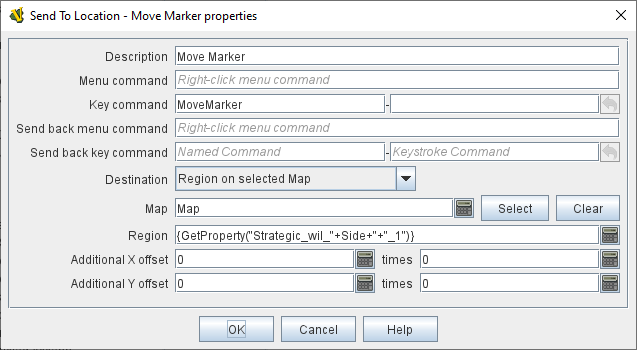 Send To Location - Move Marker properties
Description Move Marker
Menu command Right-click menu command
Key command MoveMarker -
Send back menu command Right-click menu command
Send back key command Named Command - Keystroke Command
Destination Region on selected Map
Map Map Select Clear
Region {GetProperty("Strategic_wil_"+Side+"+"_1")}
Additional X offset 0 times 0
Additional Y offset 0 times 0
OK Cancel Help